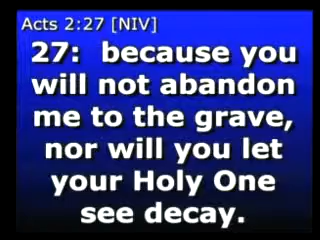 Acts 2:27 [NIV]
27:  because you
will not abandon
me to the grave,
nor will you let
your Holy One
see decay.